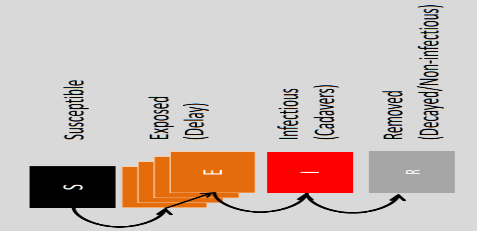 Susceptible
Exposed
(Delay)
Infectious
(Cadavers)
Removed
(Decayed/Non-infectious)
S
E
I
R